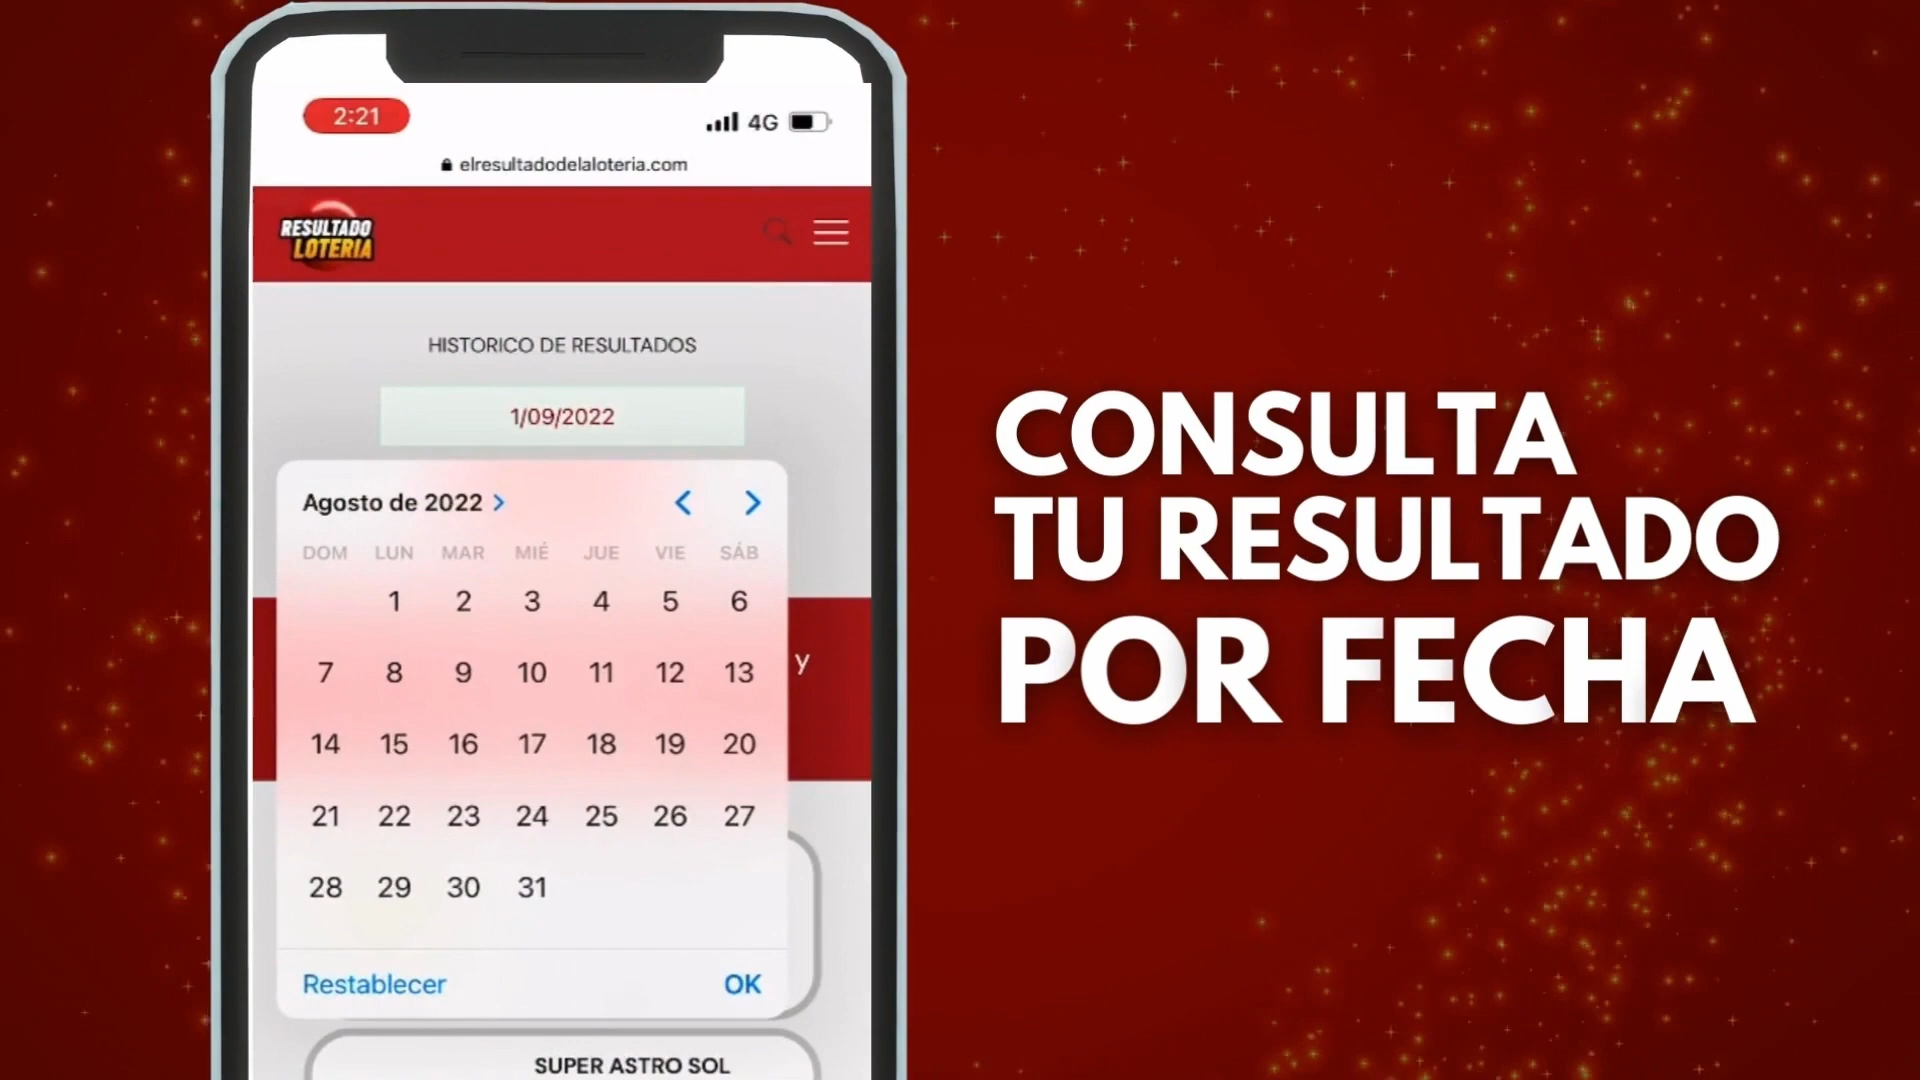 2:21
4G
elresultadodelaloteria.com
RESULTADO
LOTERIA
HISTORICO DE RESULTADOS
1/09/2022
Agosto de 2022
DOM LUN MAR MIÉ JUE VIE SÁB
1 2 3 4 5 6
7 8 9 10 11 12 13
y
14 15 16 17 18 19 20
21 22 23 24 25 26 27
28 29 30 31
Restablecer OK
SUPER ASTRO SOL
CONSULTA
TU RESULTADO
POR FECHA